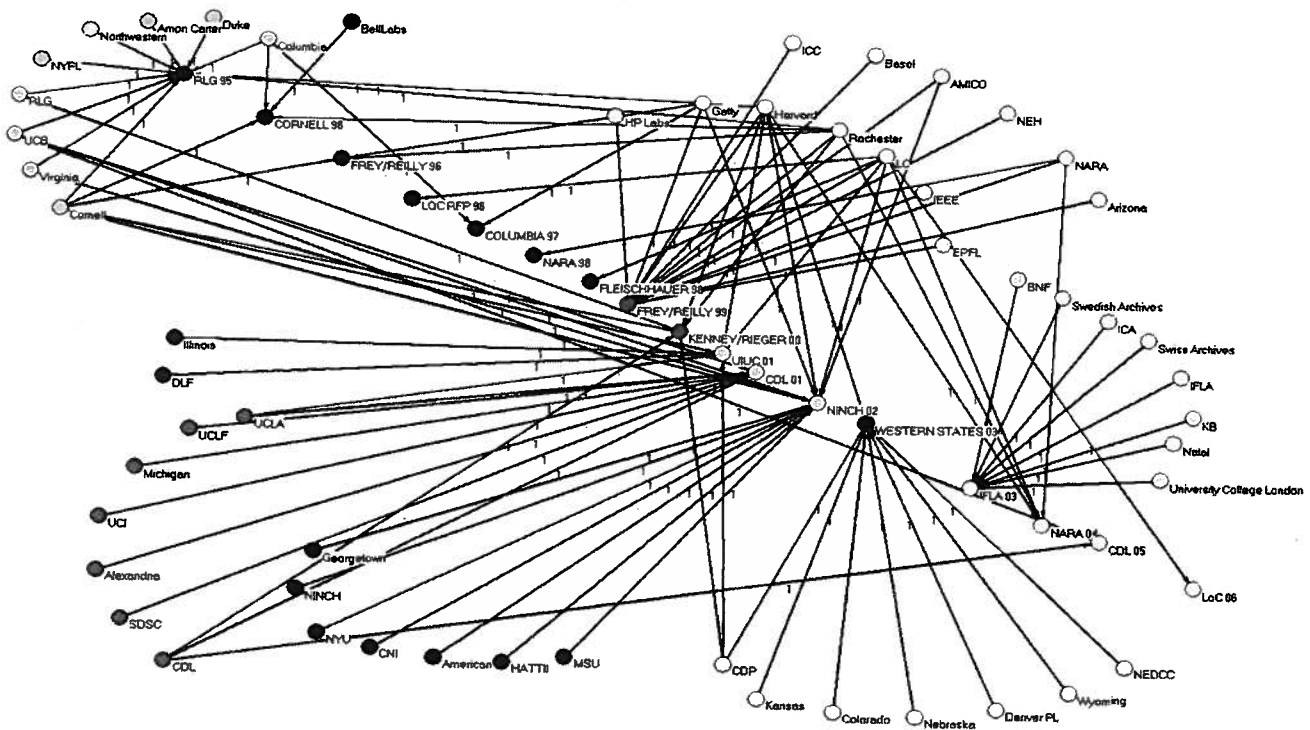 Amon Carter
Duke
Northwestern
BellLabs
Columbia
ICC
Basel
NYPL
RLG 95
AMICO
RLG
Getty
Harvard
HP Labs
NEH
CORNELL 96
Rochester
UCB
FREY/REILLY 96
LC
NARA
Virginia
LOC RFP 96
IEEE
Arizona
Cornell
COLUMBIA 97
NARA 98
EPFL
FLEISCHHAUER 98
BNF
FREY/REILLY 99
Swedish Archives
ICA
KENNEY/RIEGER 00
Illinois
UIUC 01
Swiss Archives
DLF
CDL 01
IFLA
NINCH 02
UCLA
UCLF
WESTERN STATES 03
KB
Natal
Michigan
University College London
IFLA 03
UCI
NARA 04
CDL 05
Georgetown
Alexandria
NINCH
LoC 06
SDSC
NYU
CNI
CDL
American
HATII
MSU
CDP
NEDCC
Kansas
Colorado
Nebraska
Denver PL
Wyoming